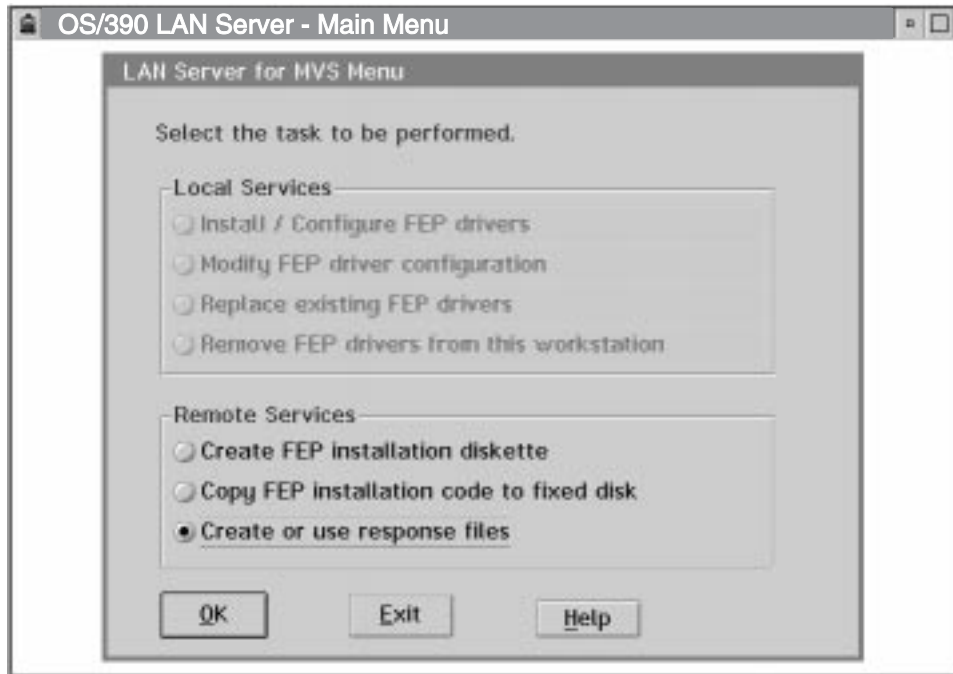 OS/390 LAN Server - Main Menu
LAN Server for MVS Menu
Select the task to be performed.
Local Services
Install / Configure FEP drivers
Modify FEP driver configuration
Replace existing FEP drivers
Remove FEP drivers from this workstation
Remote Services
Create FEP installation diskette
Copy FEP installation code to fixed disk
Create or use response files
OK Exit Help